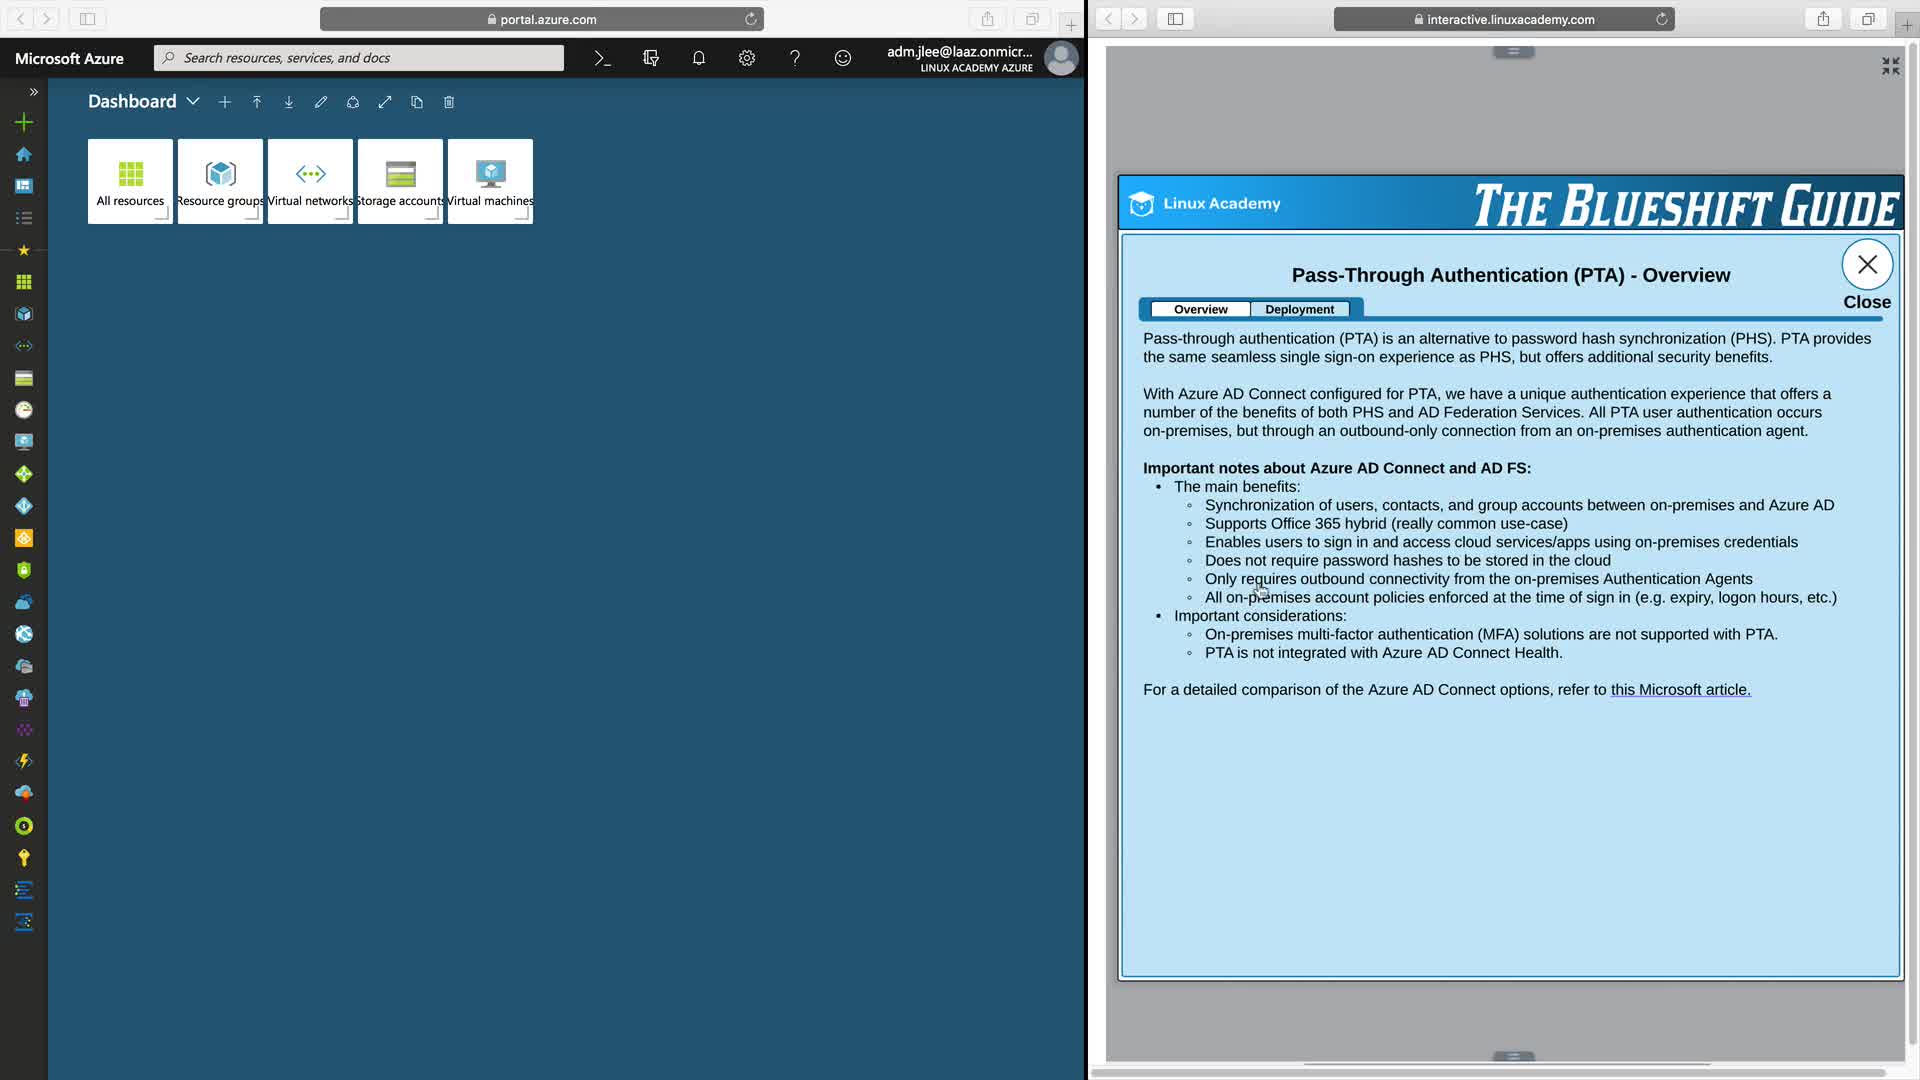 portal.azure.com
Microsoft Azure
Search resources, services, and docs
adm.jlee@laaz.onmicr...
LINUX ACADEMY AZURE
Dashboard
All resources
Resource groups
Virtual networks
Storage accounts
Virtual machines
interactive.linuxacademy.com
Linux Academy
THE BLUESHIFT GUIDE
Pass-Through Authentication (PTA) - Overview
Close
Overview
Deployment
Pass-through authentication (PTA) is an alternative to password hash synchronization (PHS). PTA provides
the same seamless single sign-on experience as PHS, but offers additional security benefits.
With Azure AD Connect configured for PTA, we have a unique authentication experience that offers a
number of the benefits of both PHS and AD Federation Services. All PTA user authentication occurs
on-premises, but through an outbound-only connection from an on-premises authentication agent.
Important notes about Azure AD Connect and AD FS:
• The main benefits:
◦ Synchronization of users, contacts, and group accounts between on-premises and Azure AD
◦ Supports Office 365 hybrid (really common use-case)
◦ Enables users to sign in and access cloud services/apps using on-premises credentials
◦ Does not require password hashes to be stored in the cloud
◦ Only requires outbound connectivity from the on-premises Authentication Agents
◦ All on-premises account policies enforced at the time of sign in (e.g. expiry, logon hours, etc.)
• Important considerations:
◦ On-premises multi-factor authentication (MFA) solutions are not supported with PTA.
◦ PTA is not integrated with Azure AD Connect Health.
For a detailed comparison of the Azure AD Connect options, refer to this Microsoft article.